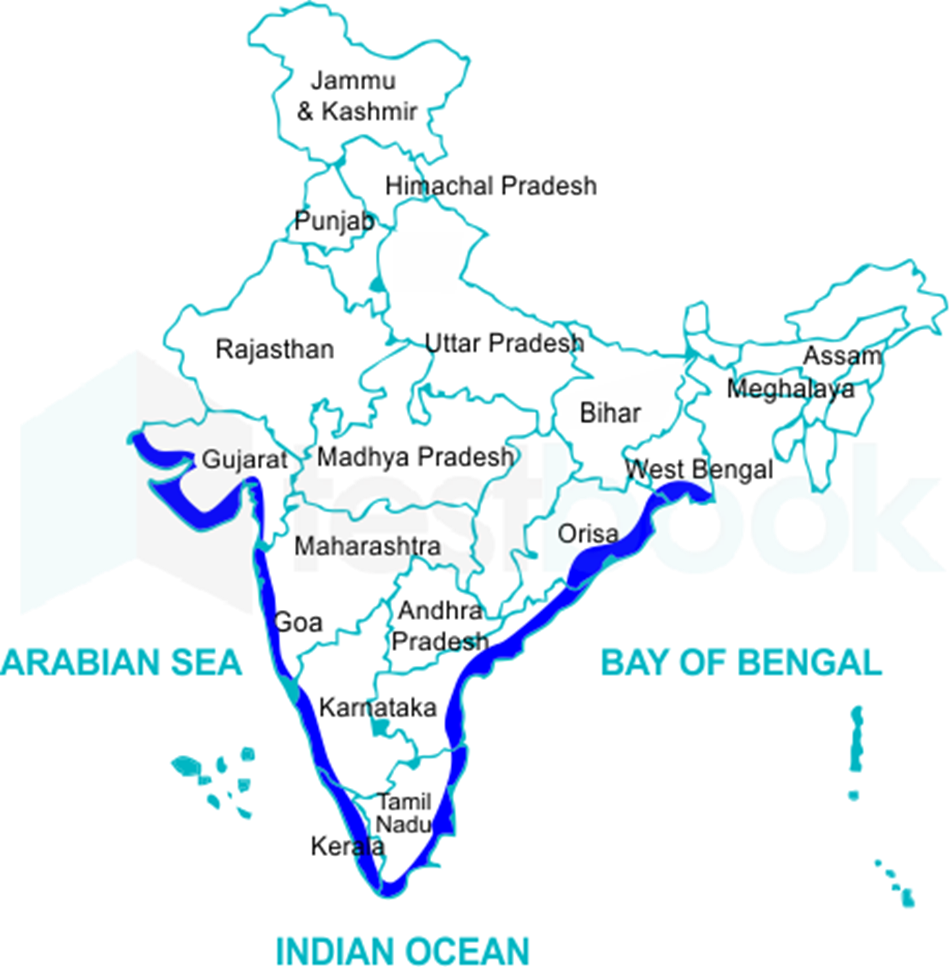 Jammu
& Kashmir
Himachal Pradesh
Punjab
Rajasthan
Uttar Pradesh
Assam
Meghalaya
Bihar
Gujarat
Madhya Pradesh
West Bengal
testbook
Orisa
Maharashtra
Goa
Andhra
Pradesh
ARABIAN SEA
BAY OF BENGAL
Karnataka
Tamil
Nadu
Kerala
INDIAN OCEAN